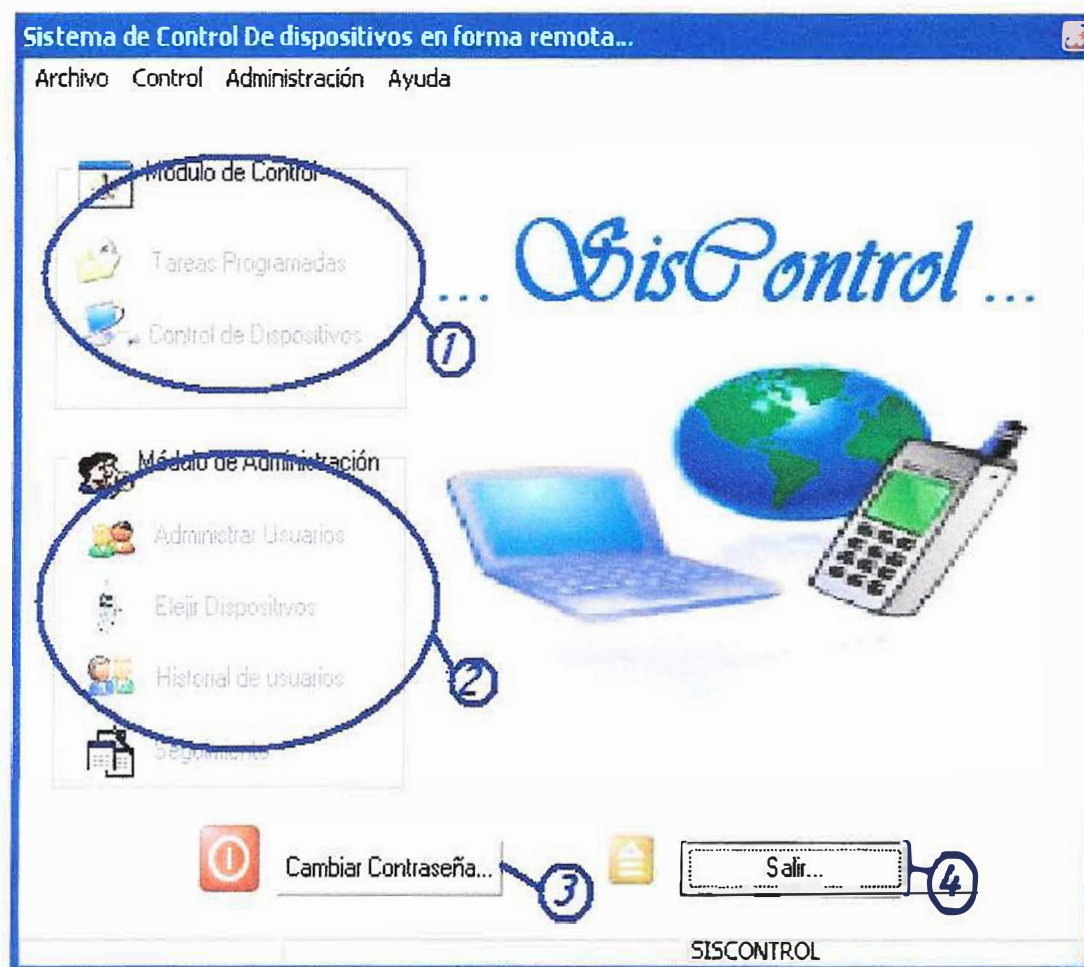 Sistema de Control De dispositivos en forma remota...
Archivo Control Administración Ayuda
Módulo de Control
Tareas Programadas
Control de Dispositivos
1
... SisControl ...
Módulo de Administración
Administrar Usuarios
Elejir Dispositivos
Historial de usuarios
Seguimiento
2
Cambiar Contraseña...
3
Salir...
4
SISCONTROL